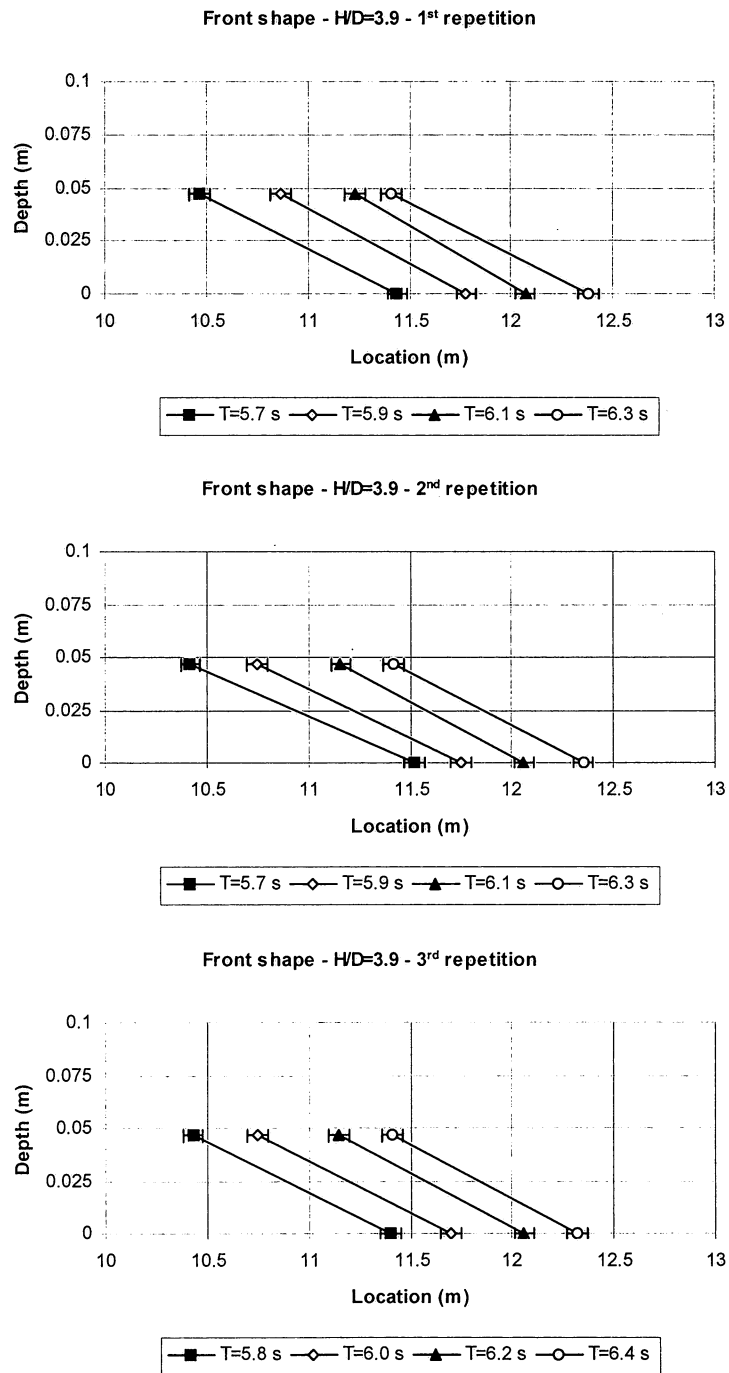 Front shape - H/D=3.9 - 1st repetition
0.1
0.075
0.05
0.025
0
Depth (m)
10 10.5 11 11.5 12 12.5 13
Location (m)
T=5.7 s T=5.9 s T=6.1 s T=6.3 s
Front shape - H/D=3.9 - 2nd repetition
0.1
0.075
0.05
0.025
0
Depth (m)
10 10.5 11 11.5 12 12.5 13
Location (m)
T=5.7 s T=5.9 s T=6.1 s T=6.3 s
Front shape - H/D=3.9 - 3rd repetition
0.1
0.075
0.05
0.025
0
Depth (m)
10 10.5 11 11.5 12 12.5 13
Location (m)
T=5.8 s T=6.0 s T=6.2 s T=6.4 s